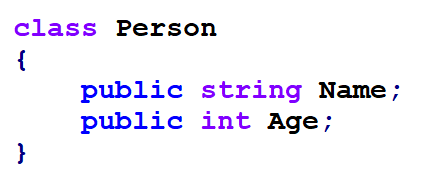 class Person
{
    public string Name;
    public int Age;
}